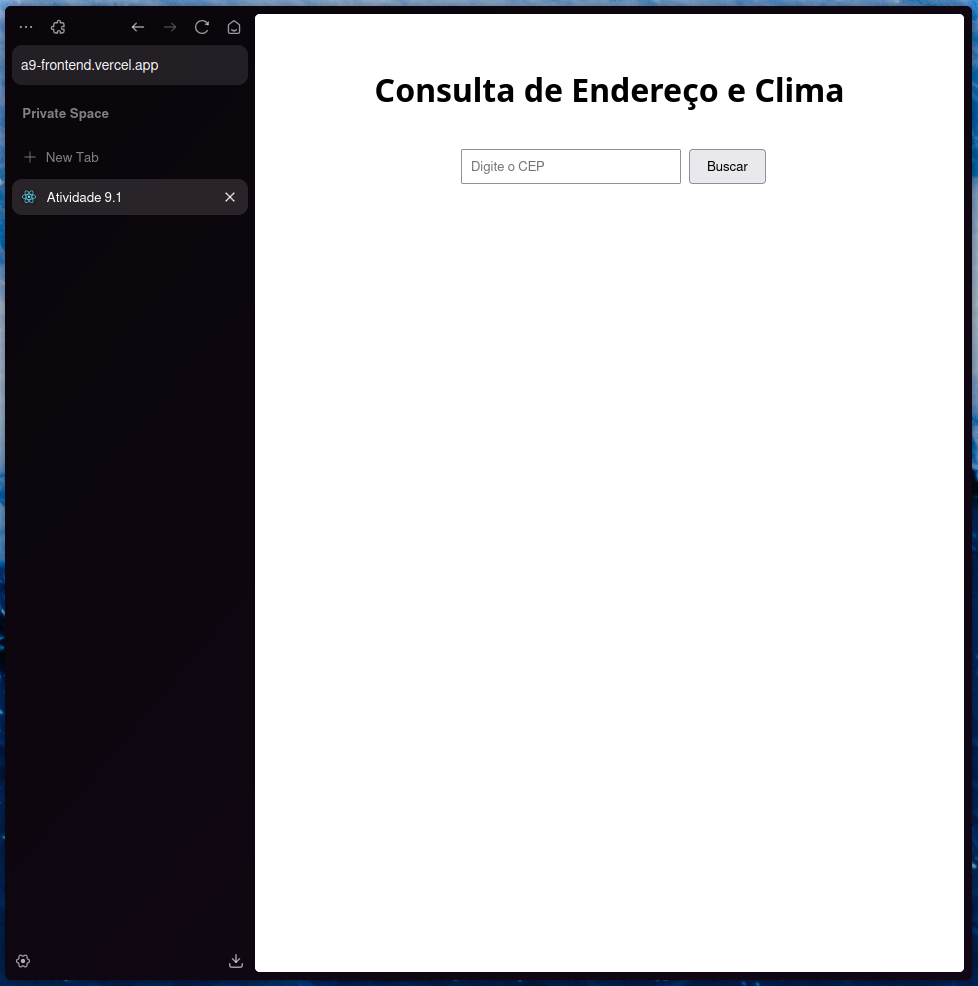 a9-frontend.vercel.app
Private Space
New Tab
Atividade 9.1
Consulta de Endereço e Clima
Digite o CEP
Buscar